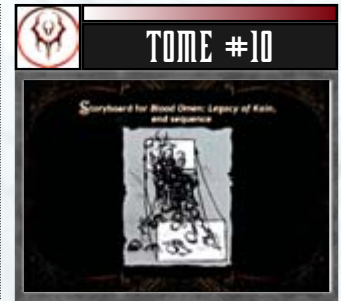 TOME #10
Storyboard for Blood Omen: Legacy of Kain,
end sequence